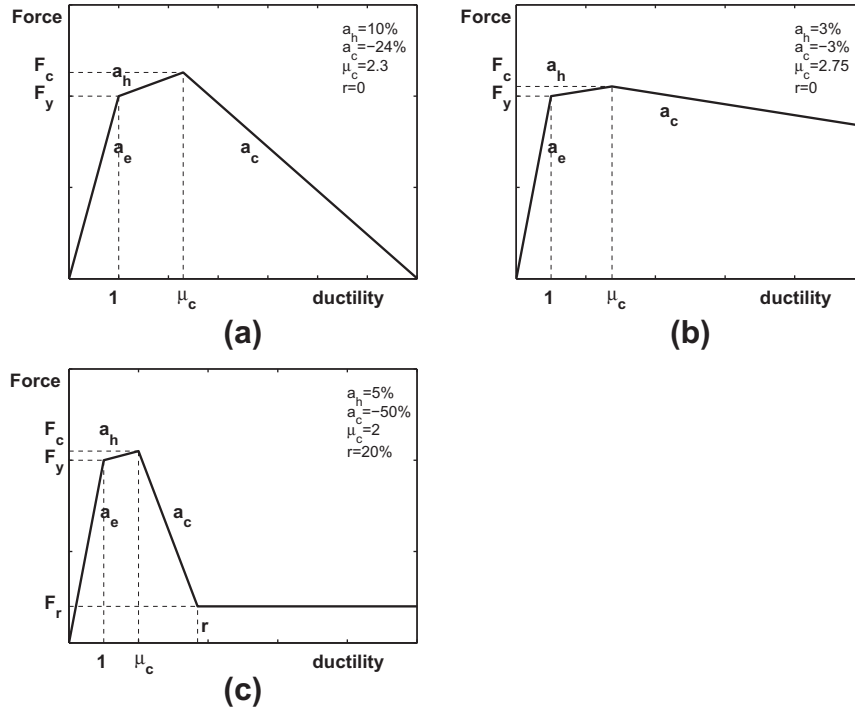 Force
a_h=10%
a_c=−24%
μ_c=2.3
r=0
F_c
a_h
F_y
a_e
a_c
1
μ_c
ductility
(a)
Force
a_h=3%
a_c=−3%
μ_c=2.75
r=0
F_c
a_h
F_y
a_c
a_e
1
μ_c
ductility
(b)
Force
a_h=5%
a_c=−50%
μ_c=2
r=20%
F_c
a_h
F_y
a_e
a_c
F_r
r
1
μ_c
ductility
(c)